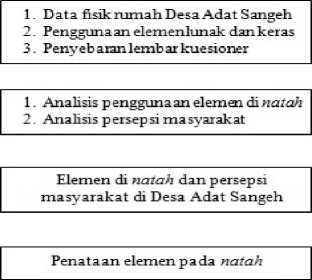 1. Data fisik rumah Desa Adat Sangeh
2. Penggunaan elemen lunak dan keras
3. Penyebaran lembar kuesioner
1. Analisis penggunaan elemen di natah
2. Analisis persepsi masyarakat
Elemen di natah dan persepsi
masyarakat di Desa Adat Sangeh
Penataan elemen pada natah